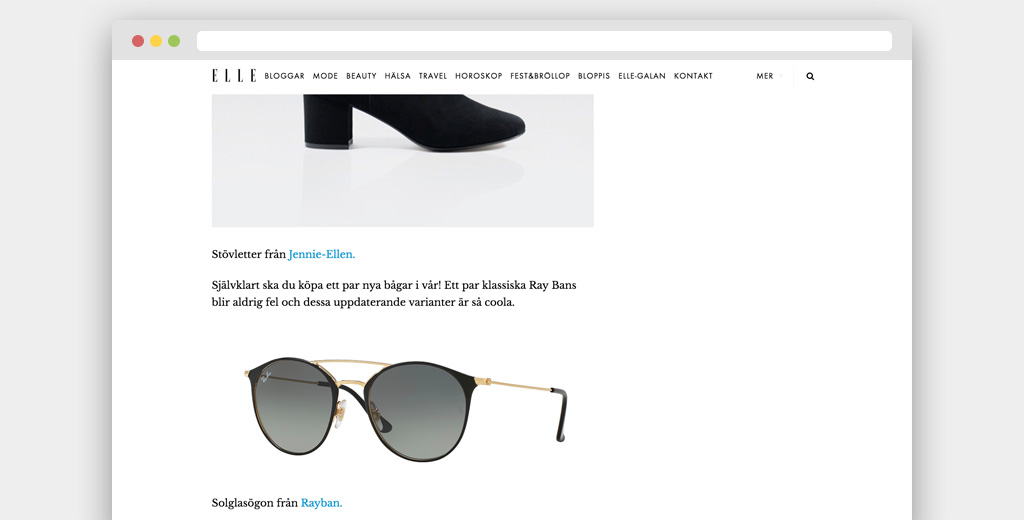 ELLE BLOGGAR MODE BEAUTY HÄLSA TRAVEL HOROSKOP FEST&BRÖLLOP BLOPPIS ELLE-GALAN KONTAKT MER
Stövletter från Jennie-Ellen.
Självklart ska du köpa ett par nya bågar i vår! Ett par klassiska Ray Bans
blir aldrig fel och dessa uppdaterande varianter är så coola.
Ray-Ban
Solglasögon från Rayban.